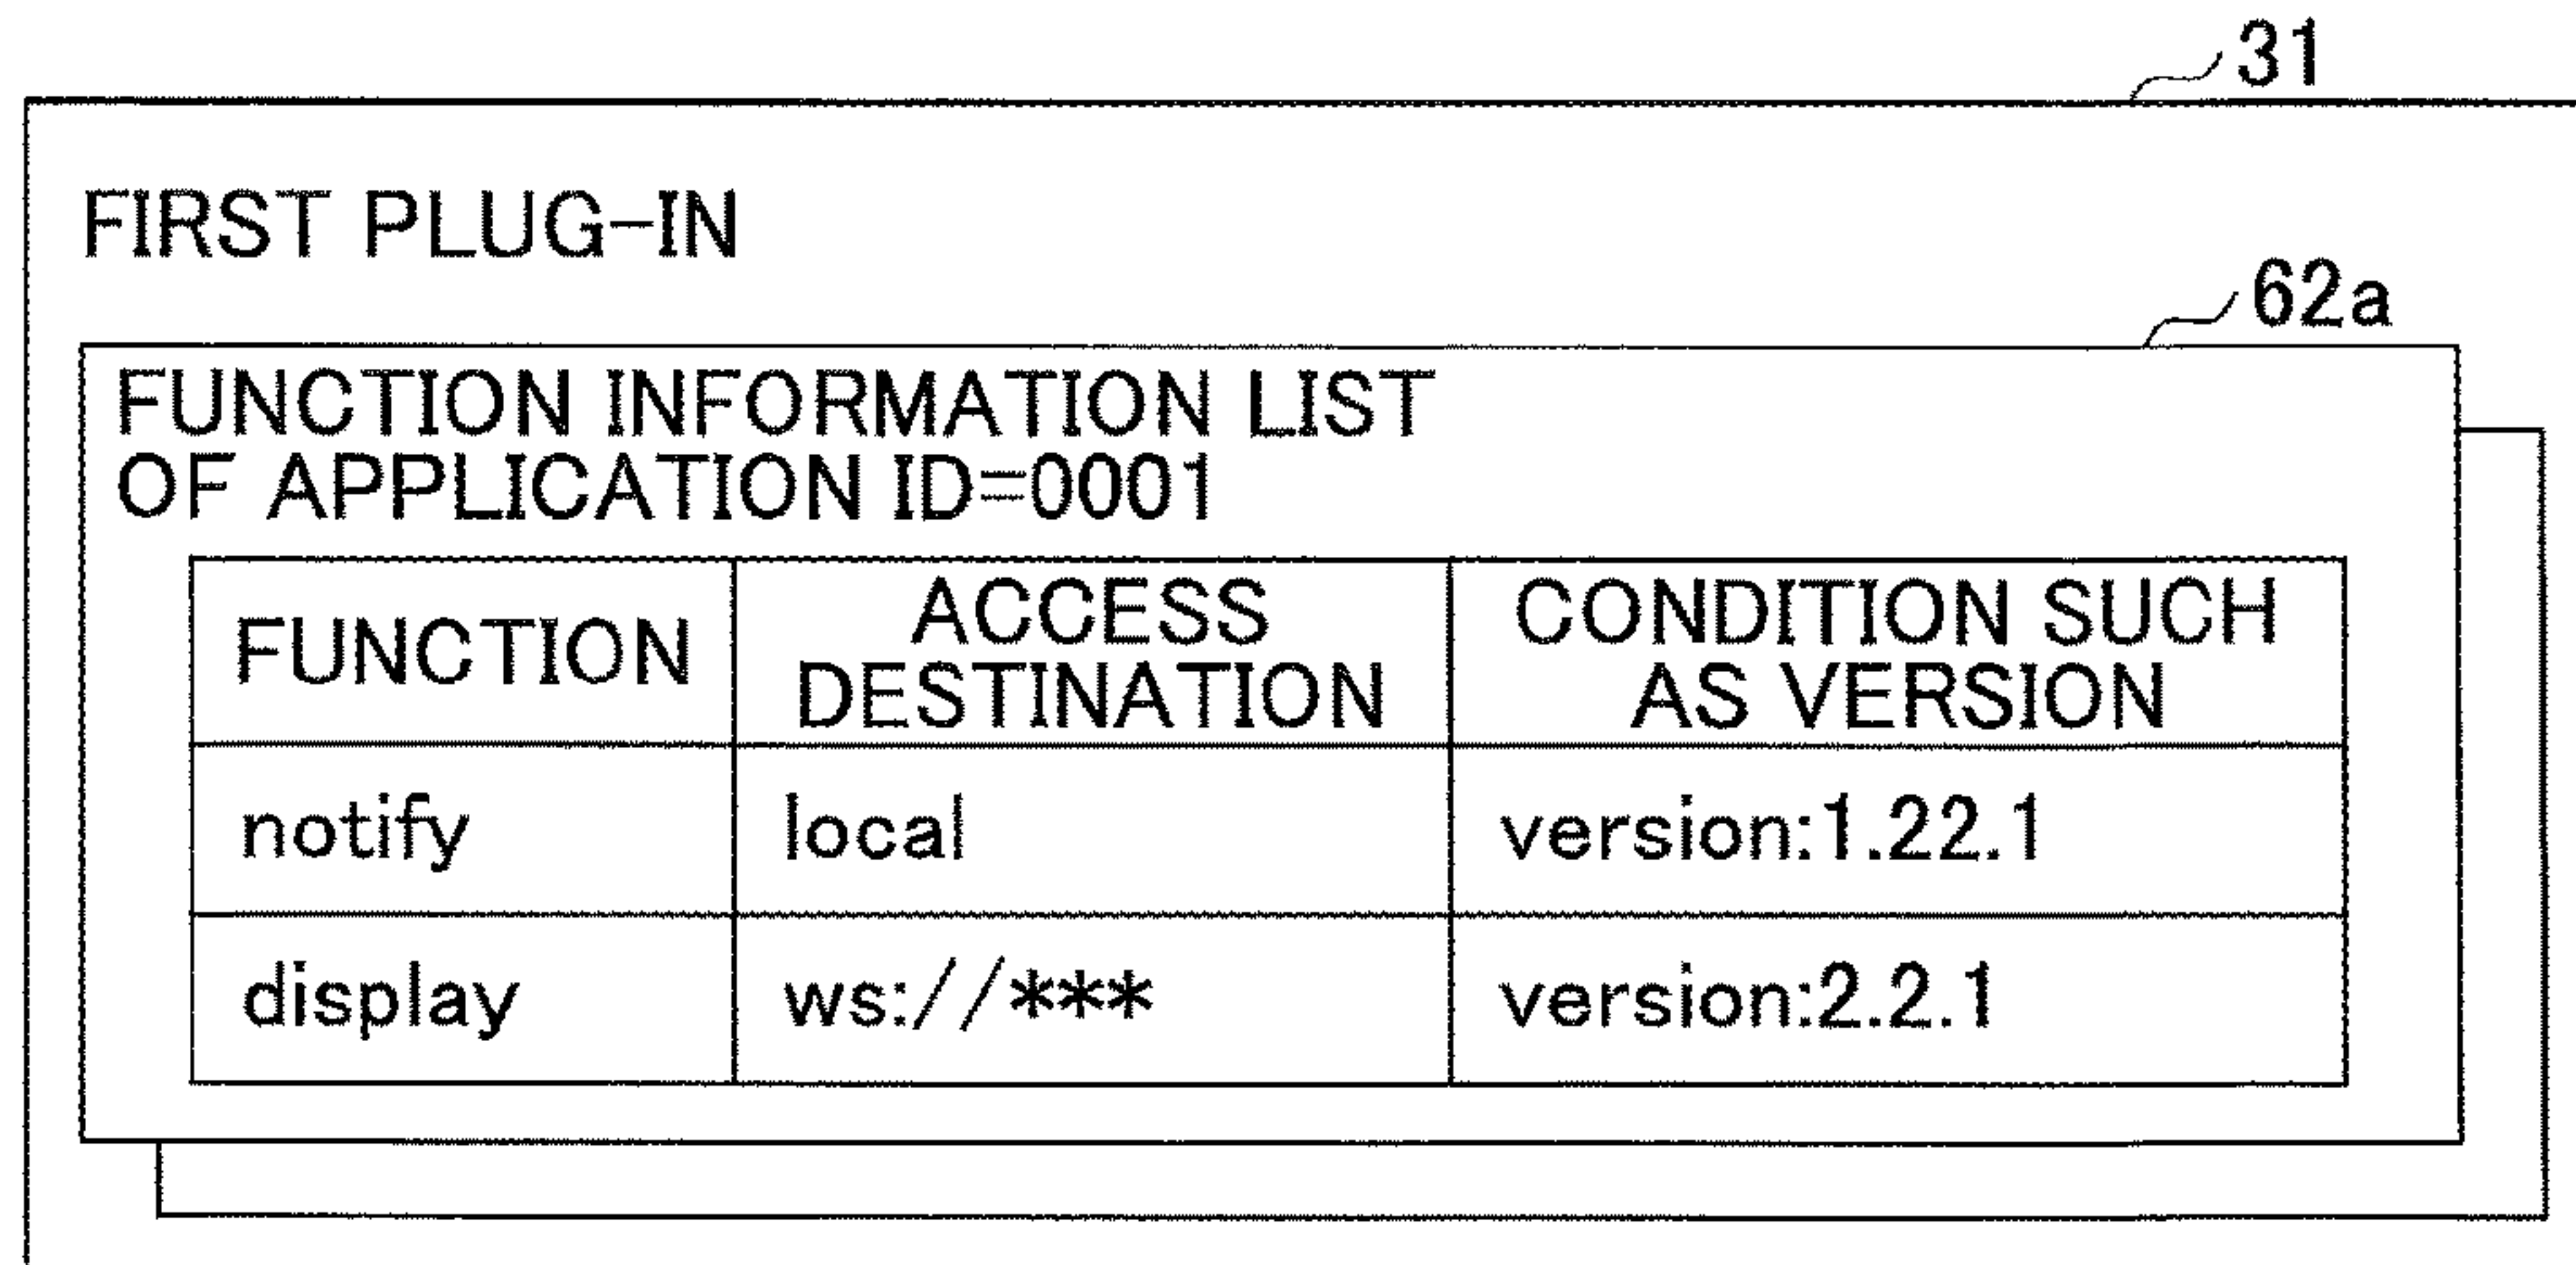 31
FIRST PLUG-IN
62a
FUNCTION INFORMATION LIST
OF APPLICATION ID=0001
FUNCTION
ACCESS
DESTINATION
CONDITION SUCH
AS VERSION
notify
local
version:1.22.1
display
ws://***
version:2.2.1